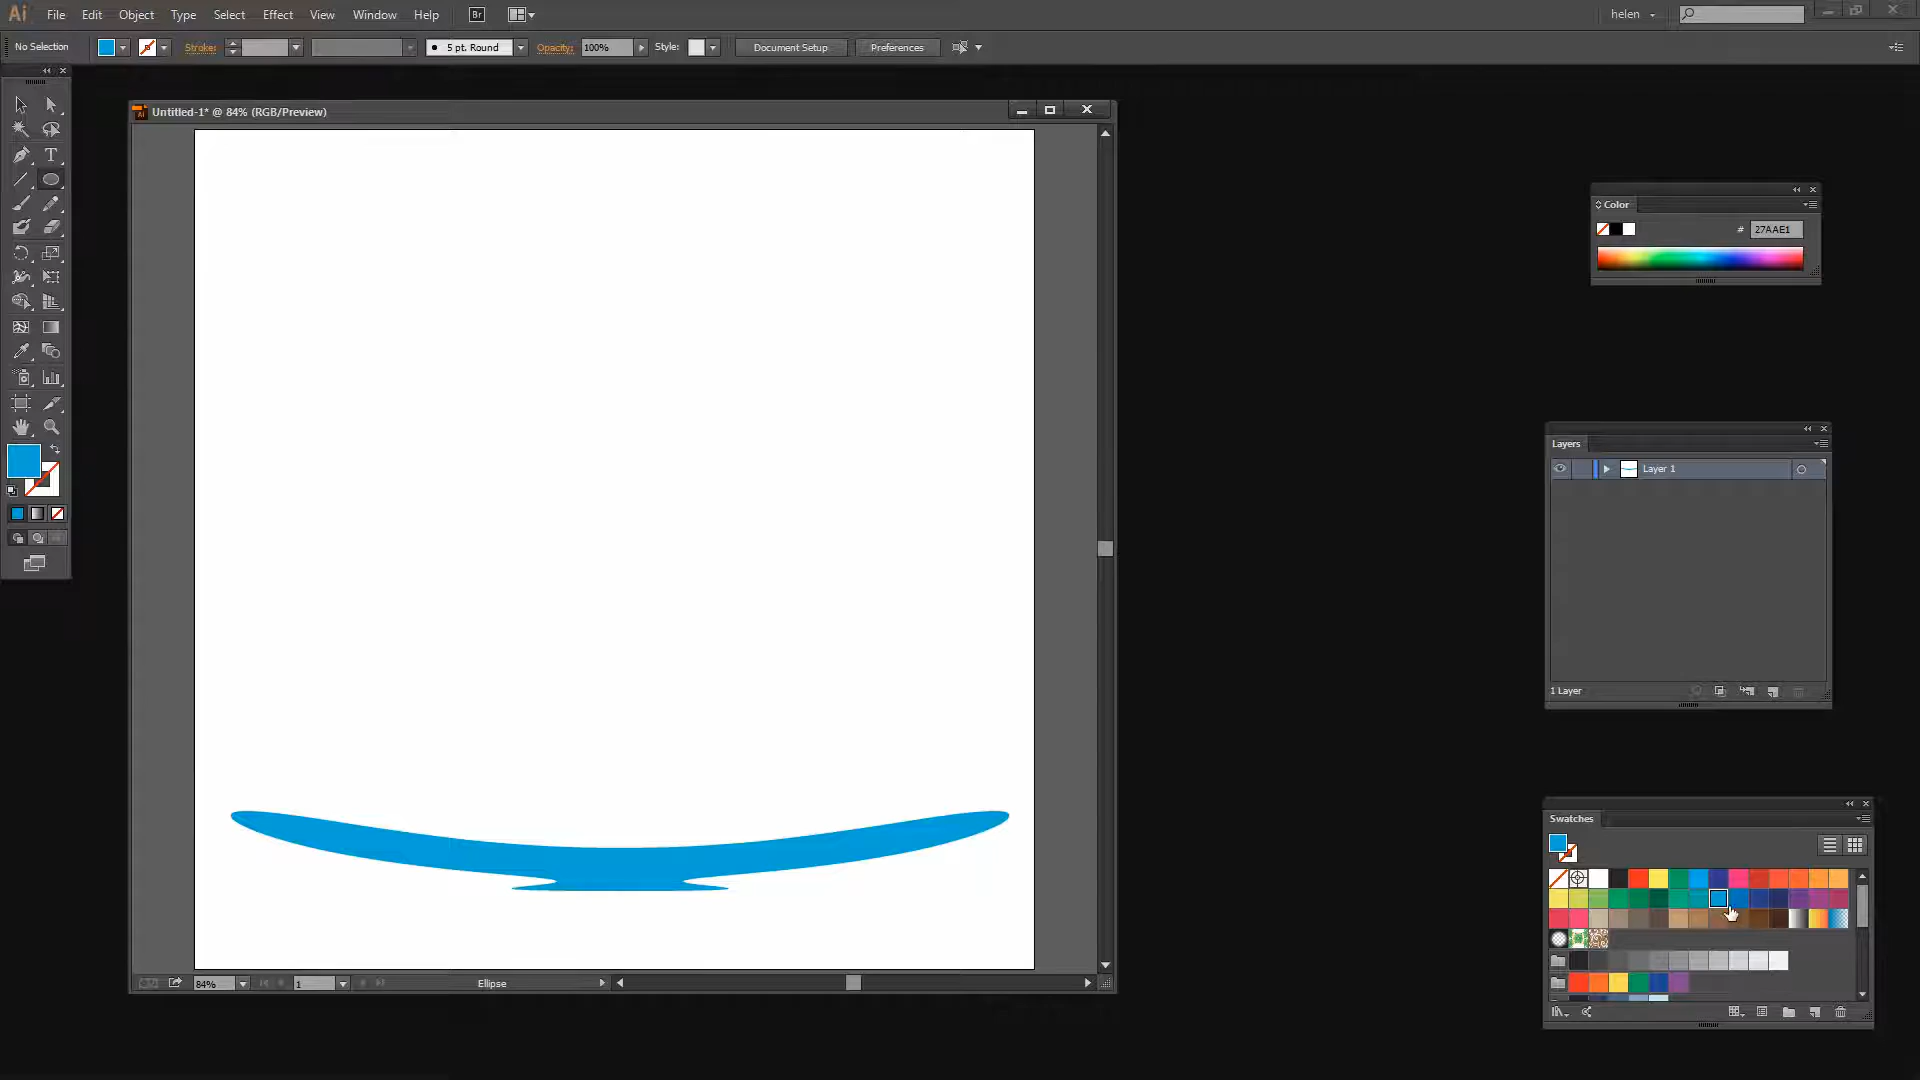 Ai File Edit Object Type Select Effect View Window Help Br helen
No Selection Stroke: 5 pt. Round Opacity: 100% Style: Document Setup Preferences
Untitled-1* @ 84% (RGB/Preview)
Color
# 27AAE1
Layers
Layer 1
1 Layer
Swatches
84% 1 Ellipse